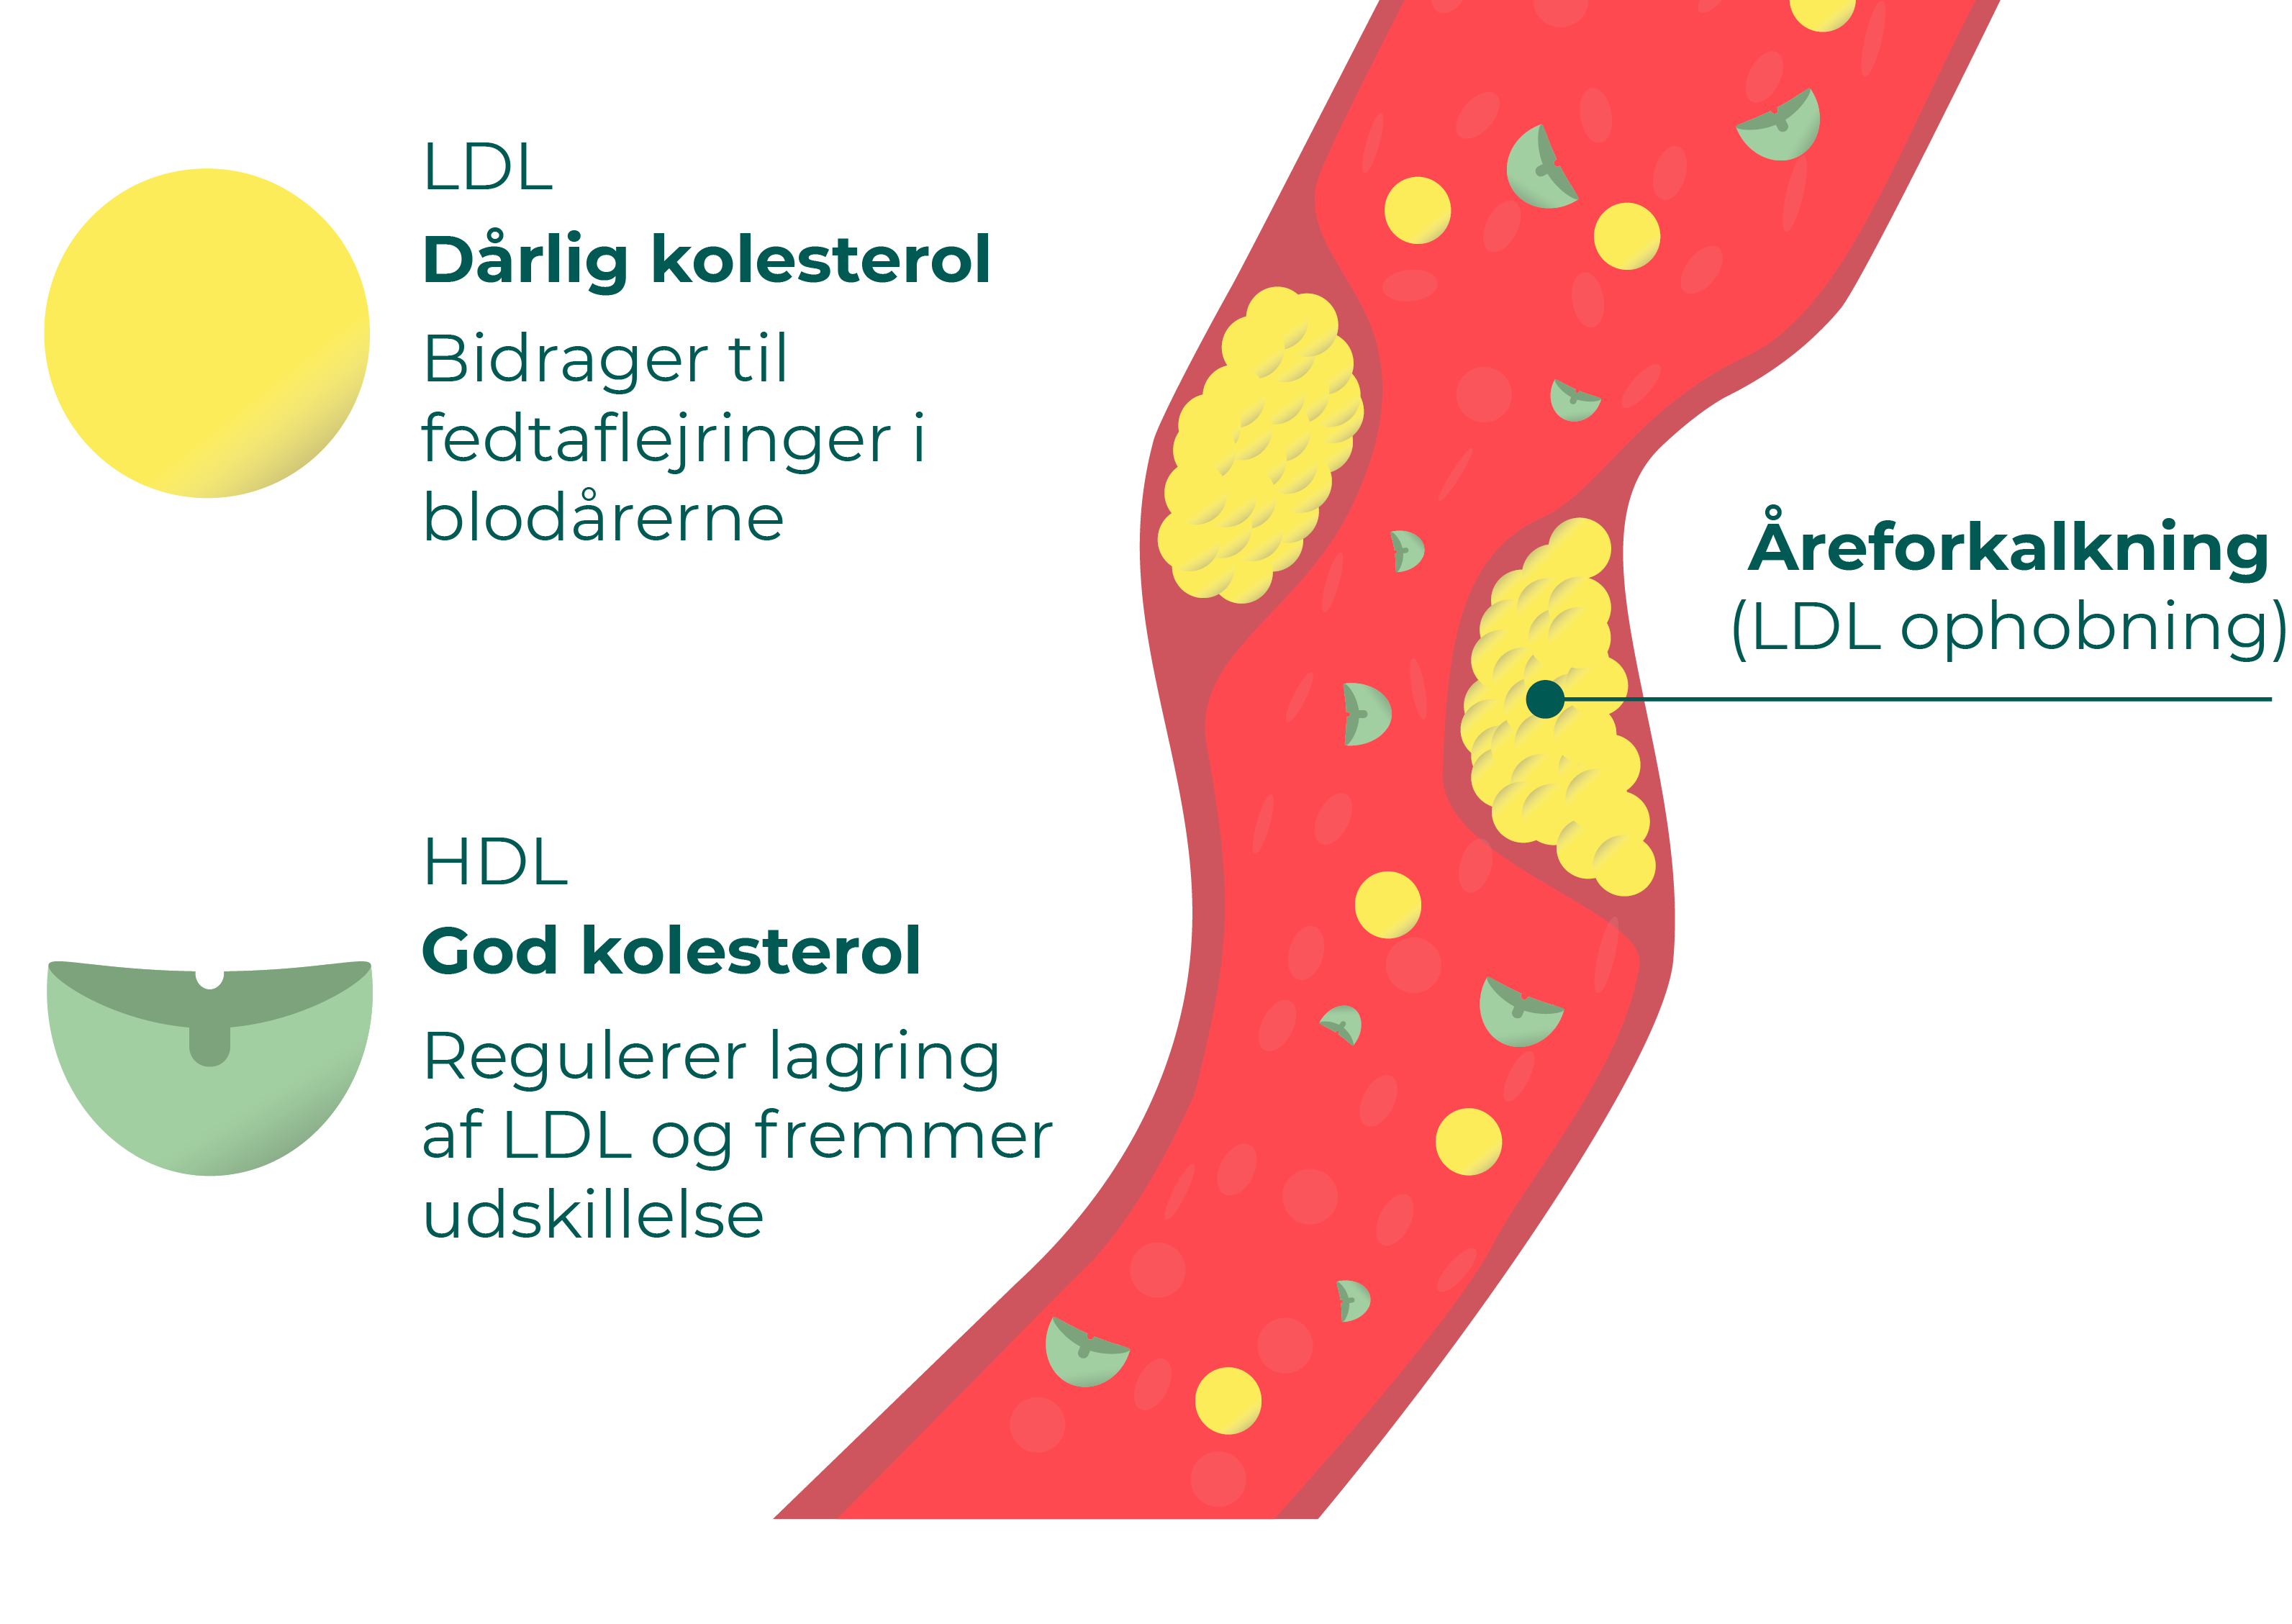 LDL
Dårlig kolesterol
Bidrager til
fedtaflejringer i
blodårerne
Åreforkalkning
(LDL ophobning)
HDL
God kolesterol
Regulerer lagring
af LDL og fremmer
udskillelse